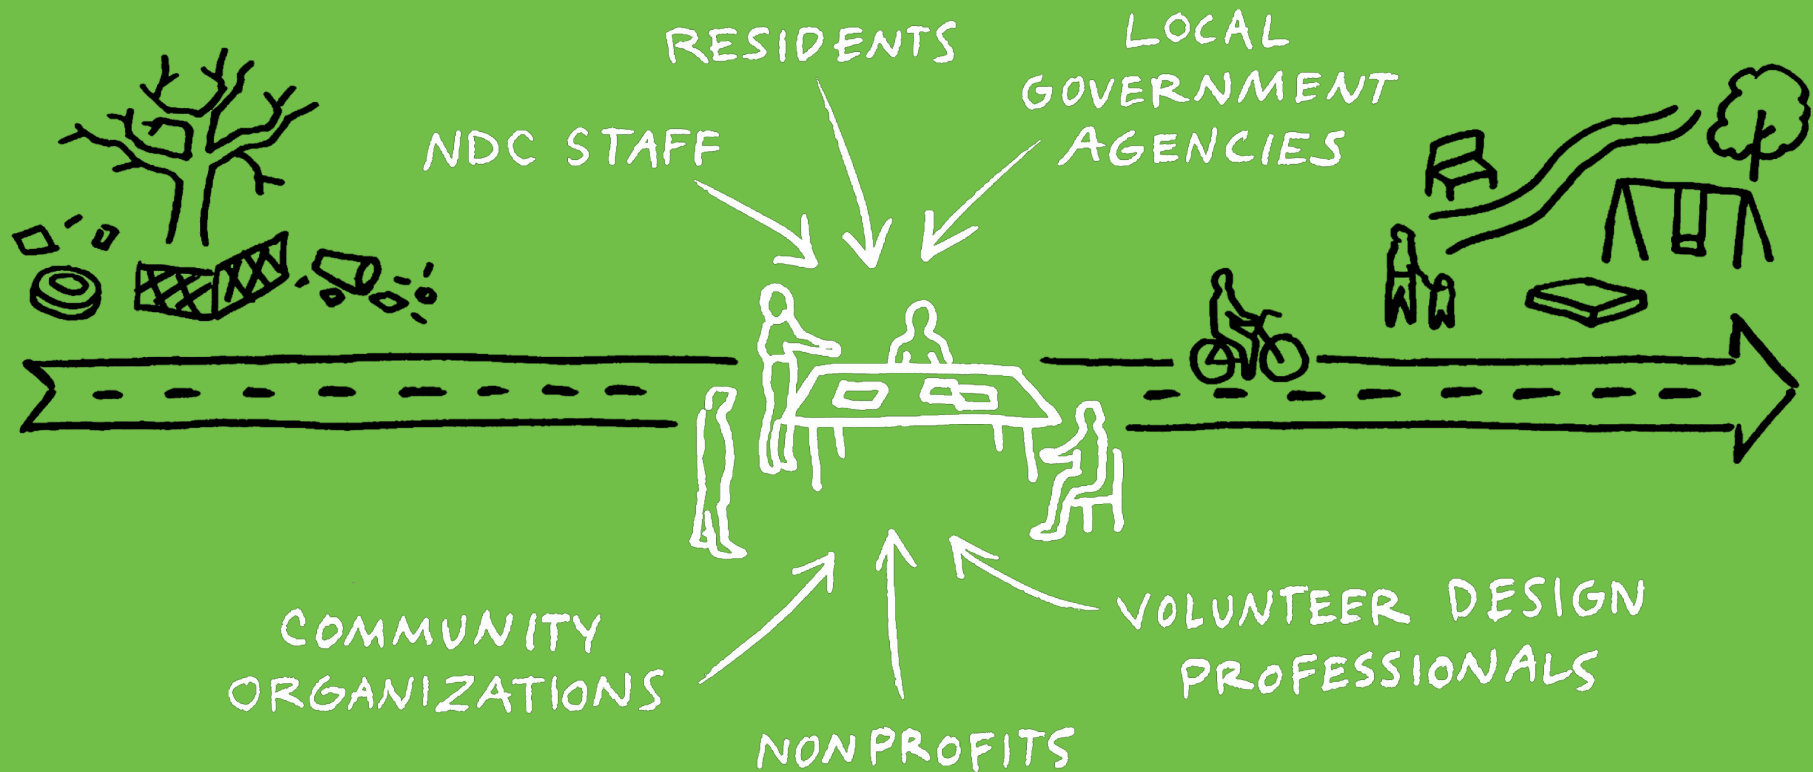 RESIDENTS
LOCAL
GOVERNMENT
AGENCIES
NDC STAFF
COMMUNITY
ORGANIZATIONS
NONPROFITS
VOLUNTEER DESIGN
PROFESSIONALS